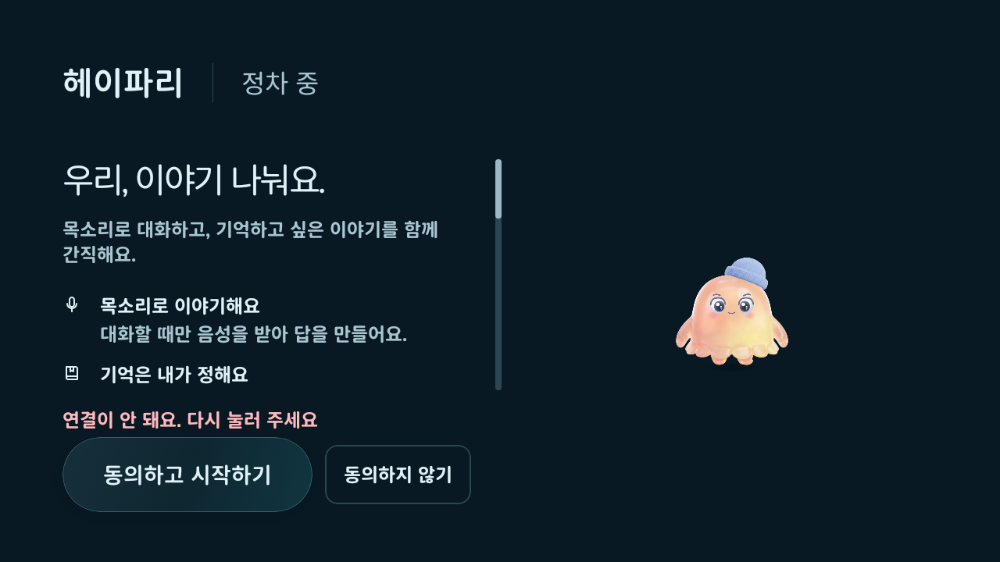 헤이파리
정차 중
우리, 이야기 나눠요.
목소리로 대화하고, 기억하고 싶은 이야기를 함께
간직해요.
목소리로 이야기해요
대화할 때만 음성을 받아 답을 만들어요.
기억은 내가 정해요
연결이 안 돼요. 다시 눌러 주세요
동의하고 시작하기
동의하지 않기